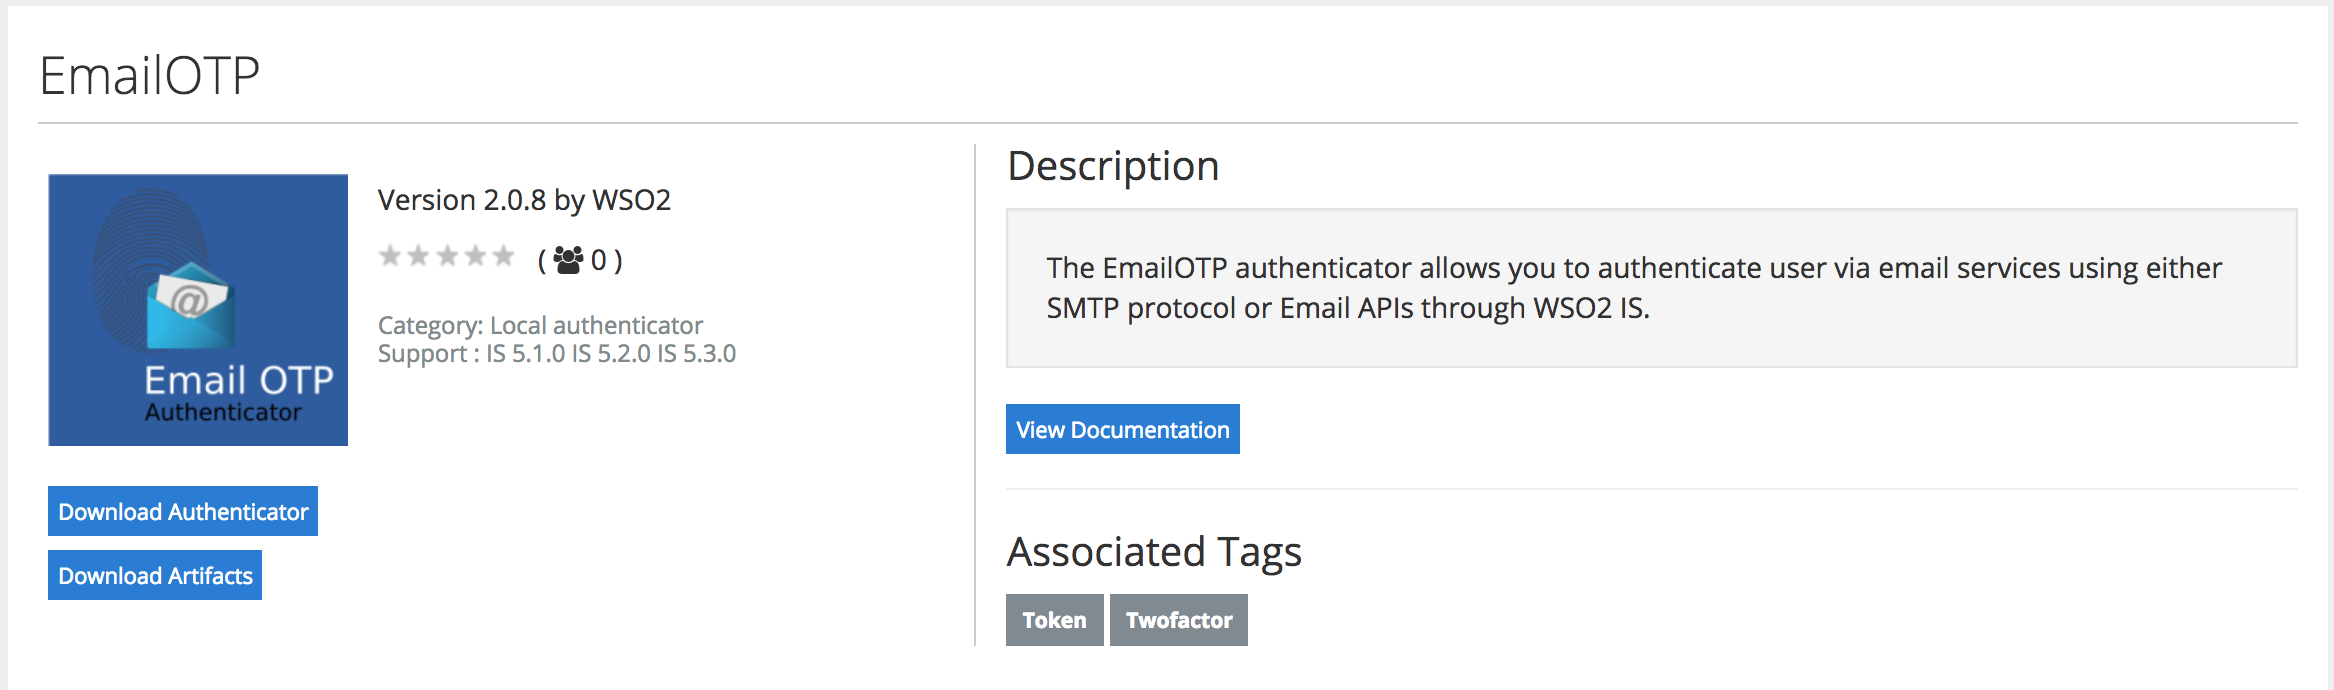 EmailOTP
@
Email OTP
Authenticator
Version 2.0.8 by WSO2
( 0 )
Category: Local authenticator
Support : IS 5.1.0 IS 5.2.0 IS 5.3.0
Download Authenticator
Download Artifacts
Description
The EmailOTP authenticator allows you to authenticate user via email services using either
SMTP protocol or Email APIs through WSO2 IS.
View Documentation
Associated Tags
Token
Twofactor